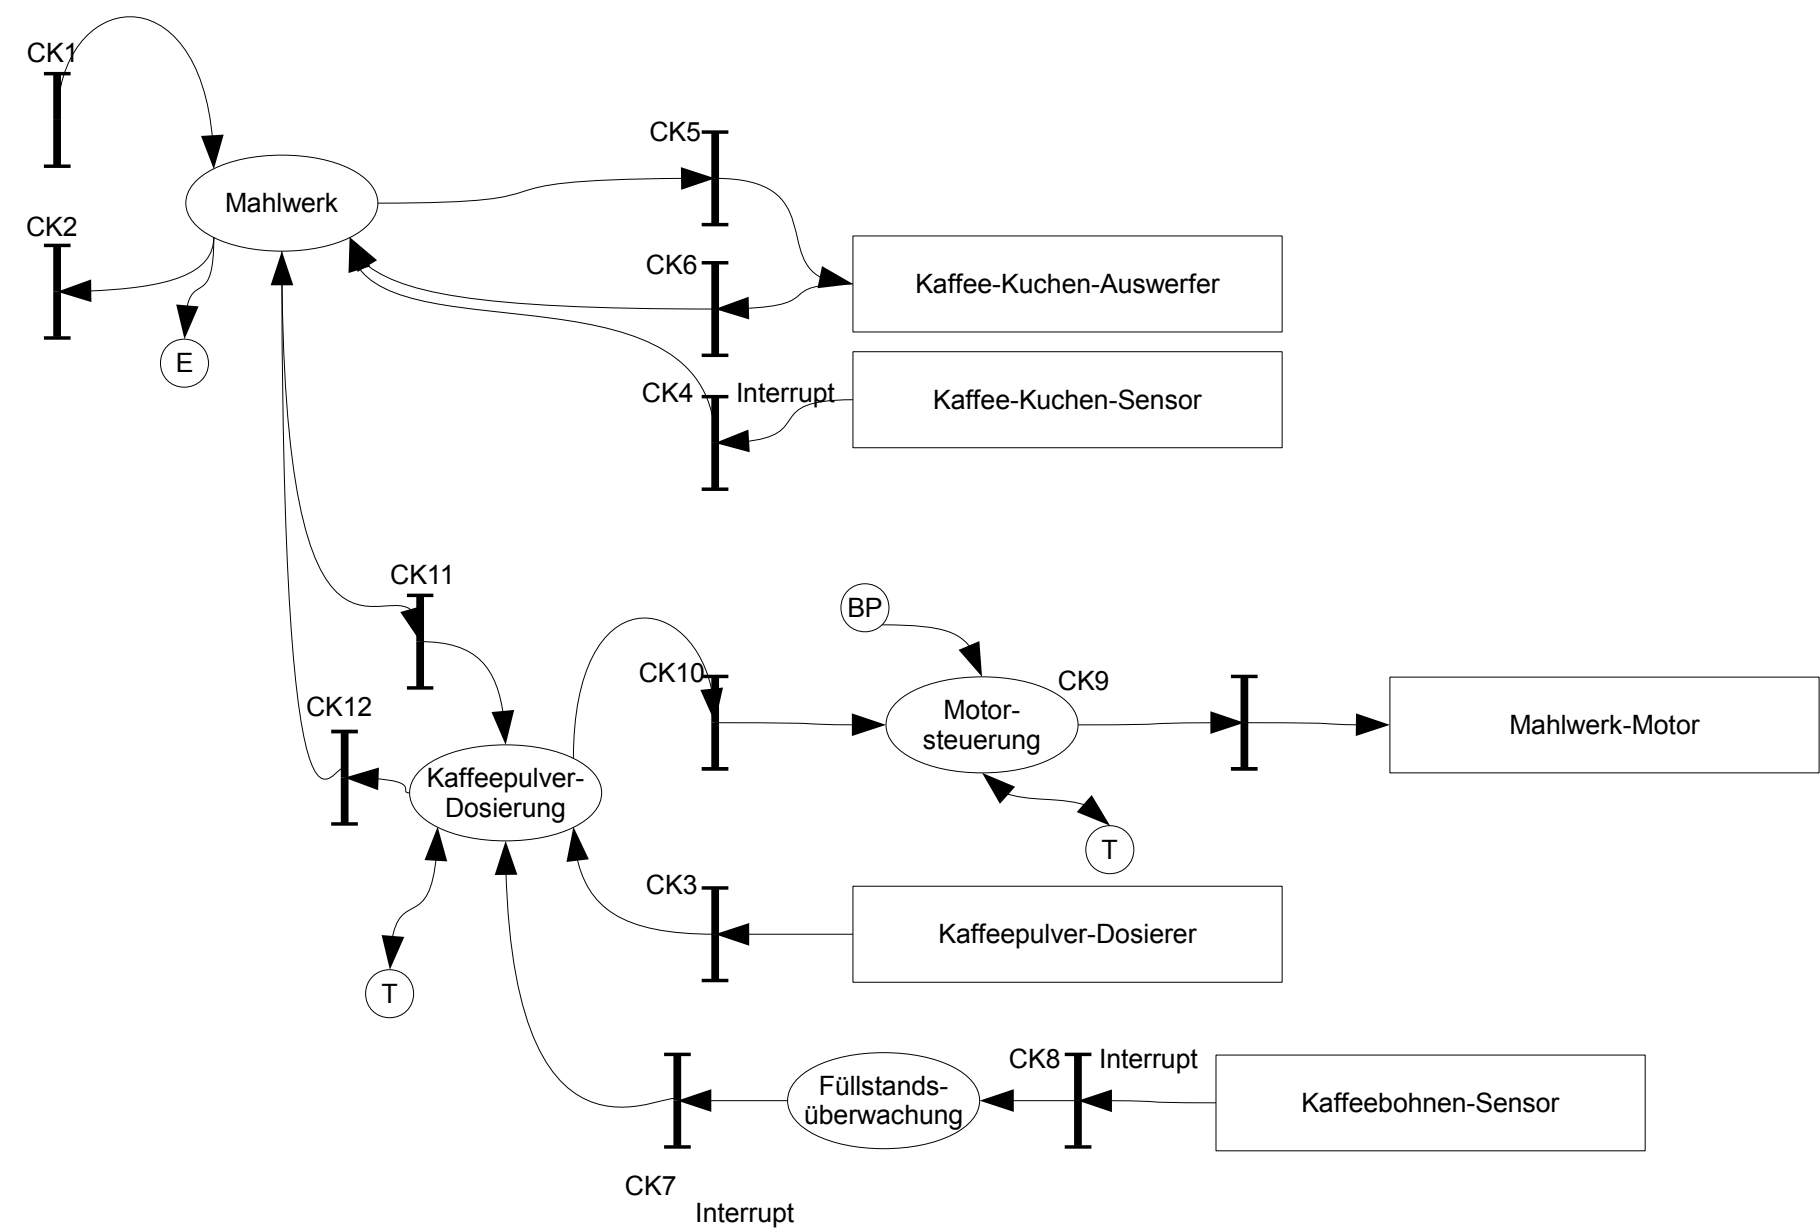 CK1
CK5
Mahlwerk
CK2
CK6
Kaffee-Kuchen-Auswerfer
E
CK4
Interrupt
Kaffee-Kuchen-Sensor
CK11
BP
CK10
CK9
CK12
Motor-
steuerung
Mahlwerk-Motor
Kaffeepulver-
Dosierung
T
CK3
Kaffeepulver-Dosierer
T
CK8
Interrupt
Füllstands-
überwachung
Kaffeebohnen-Sensor
CK7
Interrupt